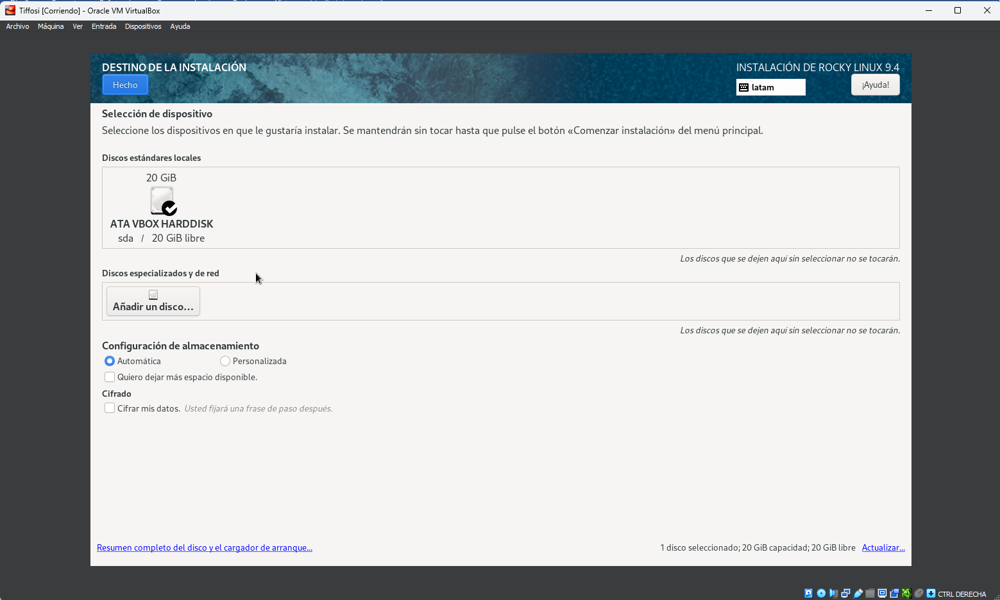 Tiffosi [Corriendo] - Oracle VM VirtualBox
Archivo Máquina Ver Entrada Dispositivos Ayuda
DESTINO DE LA INSTALACIÓN
INSTALACIÓN DE ROCKY LINUX 9.4
Hecho
latam
¡Ayuda!
Selección de dispositivo
Seleccione los dispositivos en que le gustaría instalar. Se mantendrán sin tocar hasta que pulse el botón «Comenzar instalación» del menú principal.
Discos estándares locales
20 GiB
ATA VBOX HARDDISK
sda / 20 GiB libre
Los discos que se dejen aquí sin seleccionar no se tocarán.
Discos especializados y de red
Añadir un disco...
Los discos que se dejen aquí sin seleccionar no se tocarán.
Configuración de almacenamiento
Automática Personalizada
Quiero dejar más espacio disponible.
Cifrado
Cifrar mis datos. Usted fijará una frase de paso después.
Resumen completo del disco y el cargador de arranque...
1 disco seleccionado; 20 GiB capacidad; 20 GiB libre Actualizar...
CTRL DERECHA